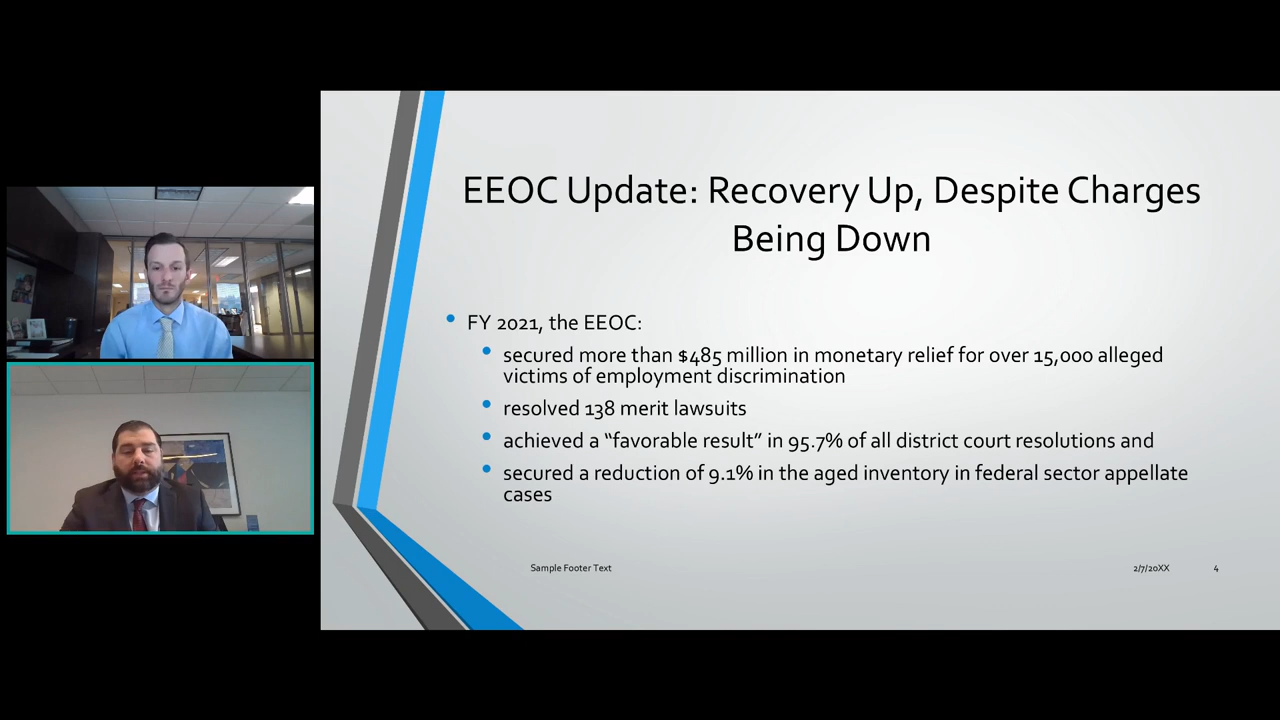 EEOC Update: Recovery Up, Despite Charges
Being Down
FY 2021, the EEOC:
secured more than $485 million in monetary relief for over 15,000 alleged
victims of employment discrimination
resolved 138 merit lawsuits
achieved a “favorable result” in 95.7% of all district court resolutions and
secured a reduction of 9.1% in the aged inventory in federal sector appellate
cases
Sample Footer Text
2/7/20XX
4